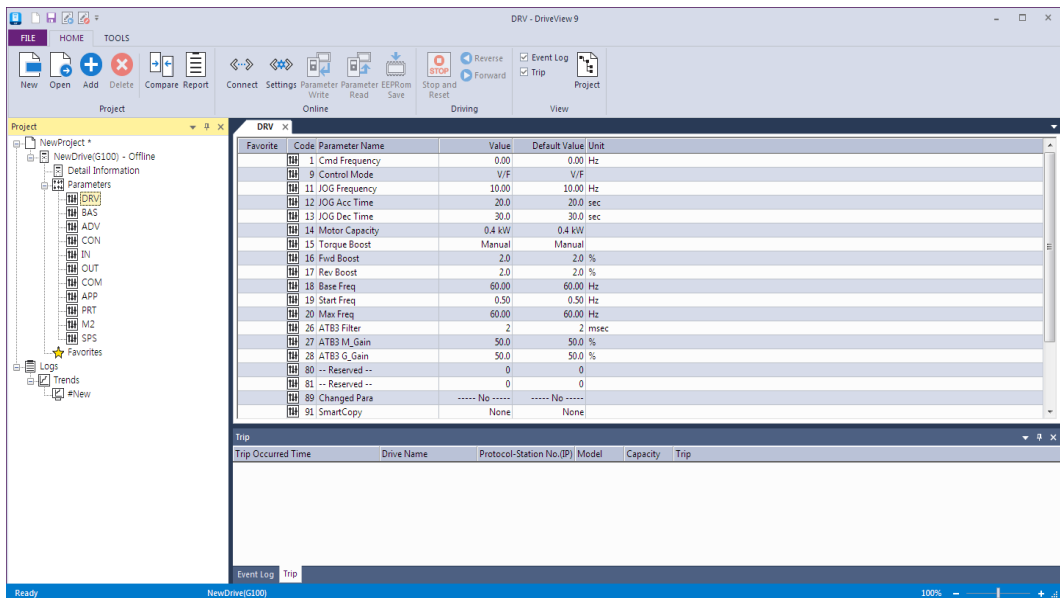 DRV - DriveView 9
FILE HOME TOOLS
New Open Add Delete Compare Report Connect Settings Parameter Write Parameter Read EEPRom Save Stop and Reset Reverse Forward Event Log Trip Project
STOP
Project Online Driving View
Project
NewProject *
NewDrive(G100) - Offline
Detail Information
Parameters
DRV
BAS
ADV
CON
IN
OUT
COM
APP
PRT
M2
SPS
Favorites
Logs
Trends
#New
DRV
Favorite Code Parameter Name Value Default Value Unit
1 Cmd Frequency 0.00 0.00 Hz
9 Control Mode V/F V/F
11 JOG Frequency 10.00 10.00 Hz
12 JOG Acc Time 20.0 20.0 sec
13 JOG Dec Time 30.0 30.0 sec
14 Motor Capacity 0.4 kW 0.4 kW
15 Torque Boost Manual Manual
16 Fwd Boost 2.0 2.0 %
17 Rev Boost 2.0 2.0 %
18 Base Freq 60.00 60.00 Hz
19 Start Freq 0.50 0.50 Hz
20 Max Freq 60.00 60.00 Hz
26 ATB3 Filter 2 2 msec
27 ATB3 M_Gain 50.0 50.0 %
28 ATB3 G_Gain 50.0 50.0 %
80 -- Reserved -- 0 0
81 -- Reserved -- 0 0
89 Changed Para ----- No ----- ----- No -----
91 SmartCopy None None
Trip
Trip Occurred Time Drive Name Protocol-Station No.(IP) Model Capacity Trip
Event Log Trip
Ready NewDrive(G100) 100%